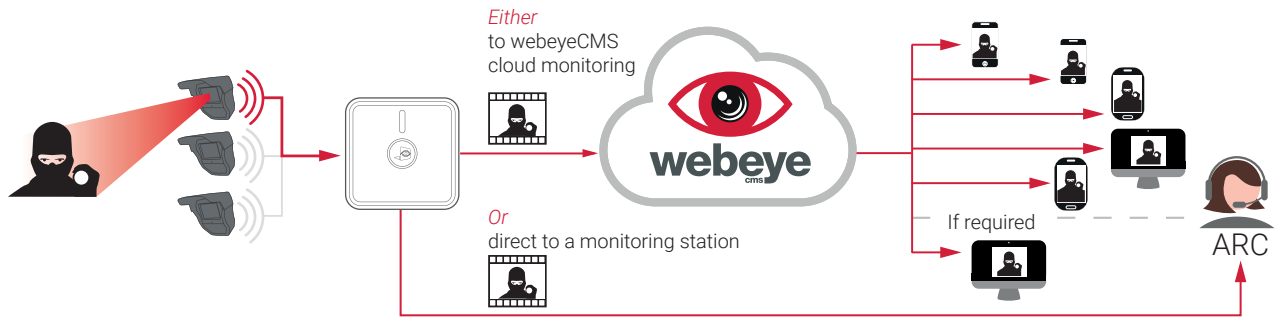 Either
to webeyeCMS
cloud monitoring
webeye
cms
Or
direct to a monitoring station
If required
ARC